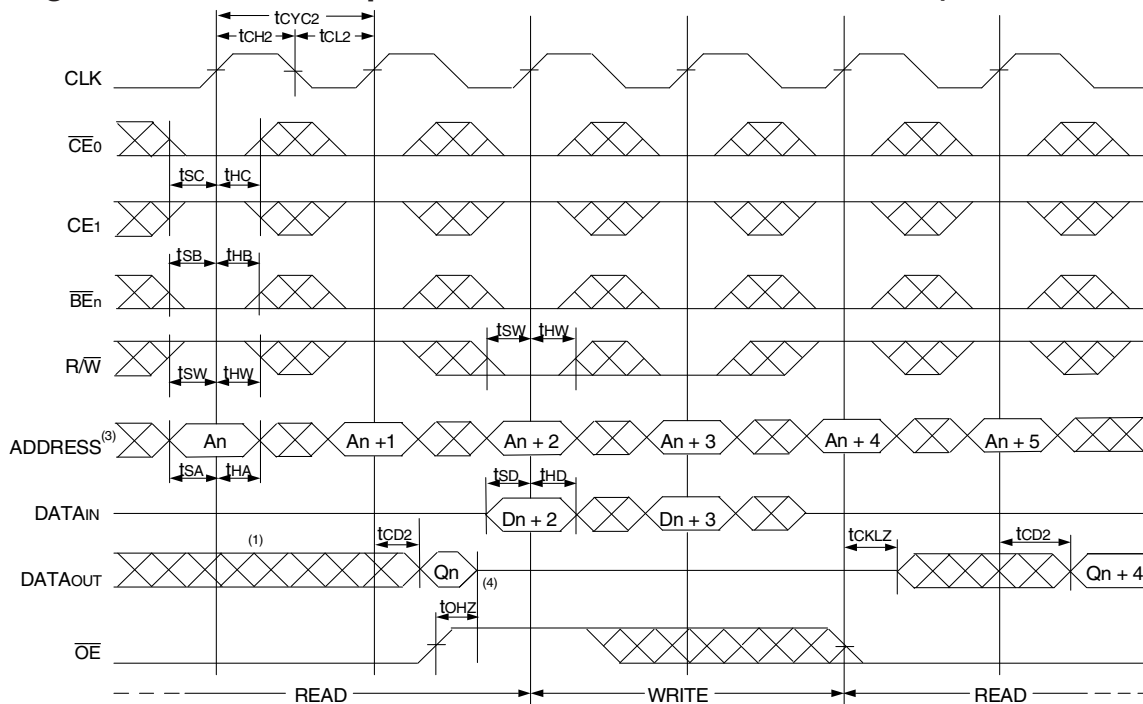 tCYC2
tCH2 tCL2
CLK
CE0
tSC tHC
CE1
tSB tHB
BEn
tSW tHW
R/W
tSW tHW
ADDRESS(3) An An +1 An + 2 An + 3 An + 4 An + 5
tSA tHA tSD tHD
DATAIN Dn + 2 Dn + 3
(1) tCD2 tCKLZ tCD2
DATAOUT Qn (4) Qn + 4
tOHZ
OE
READ WRITE READ